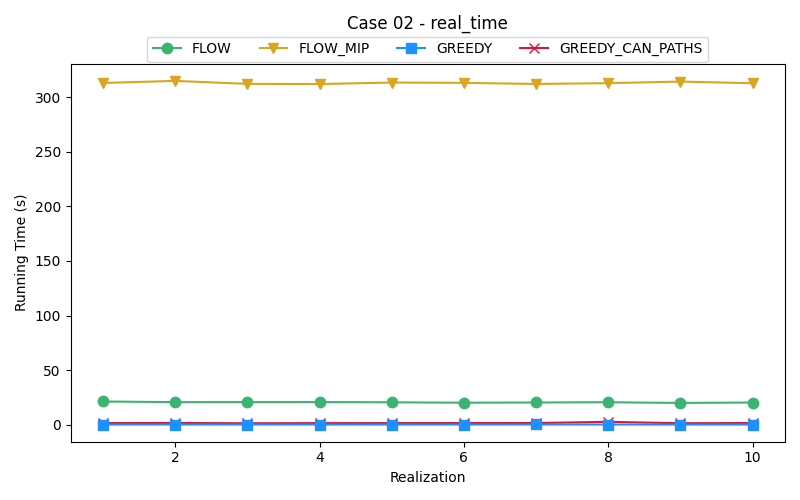 Case 02 - real_time
FLOW FLOW_MIP GREEDY GREEDY_CAN_PATHS
Running Time (s)
300
250
200
150
100
50
0
2 4 6 8 10
Realization